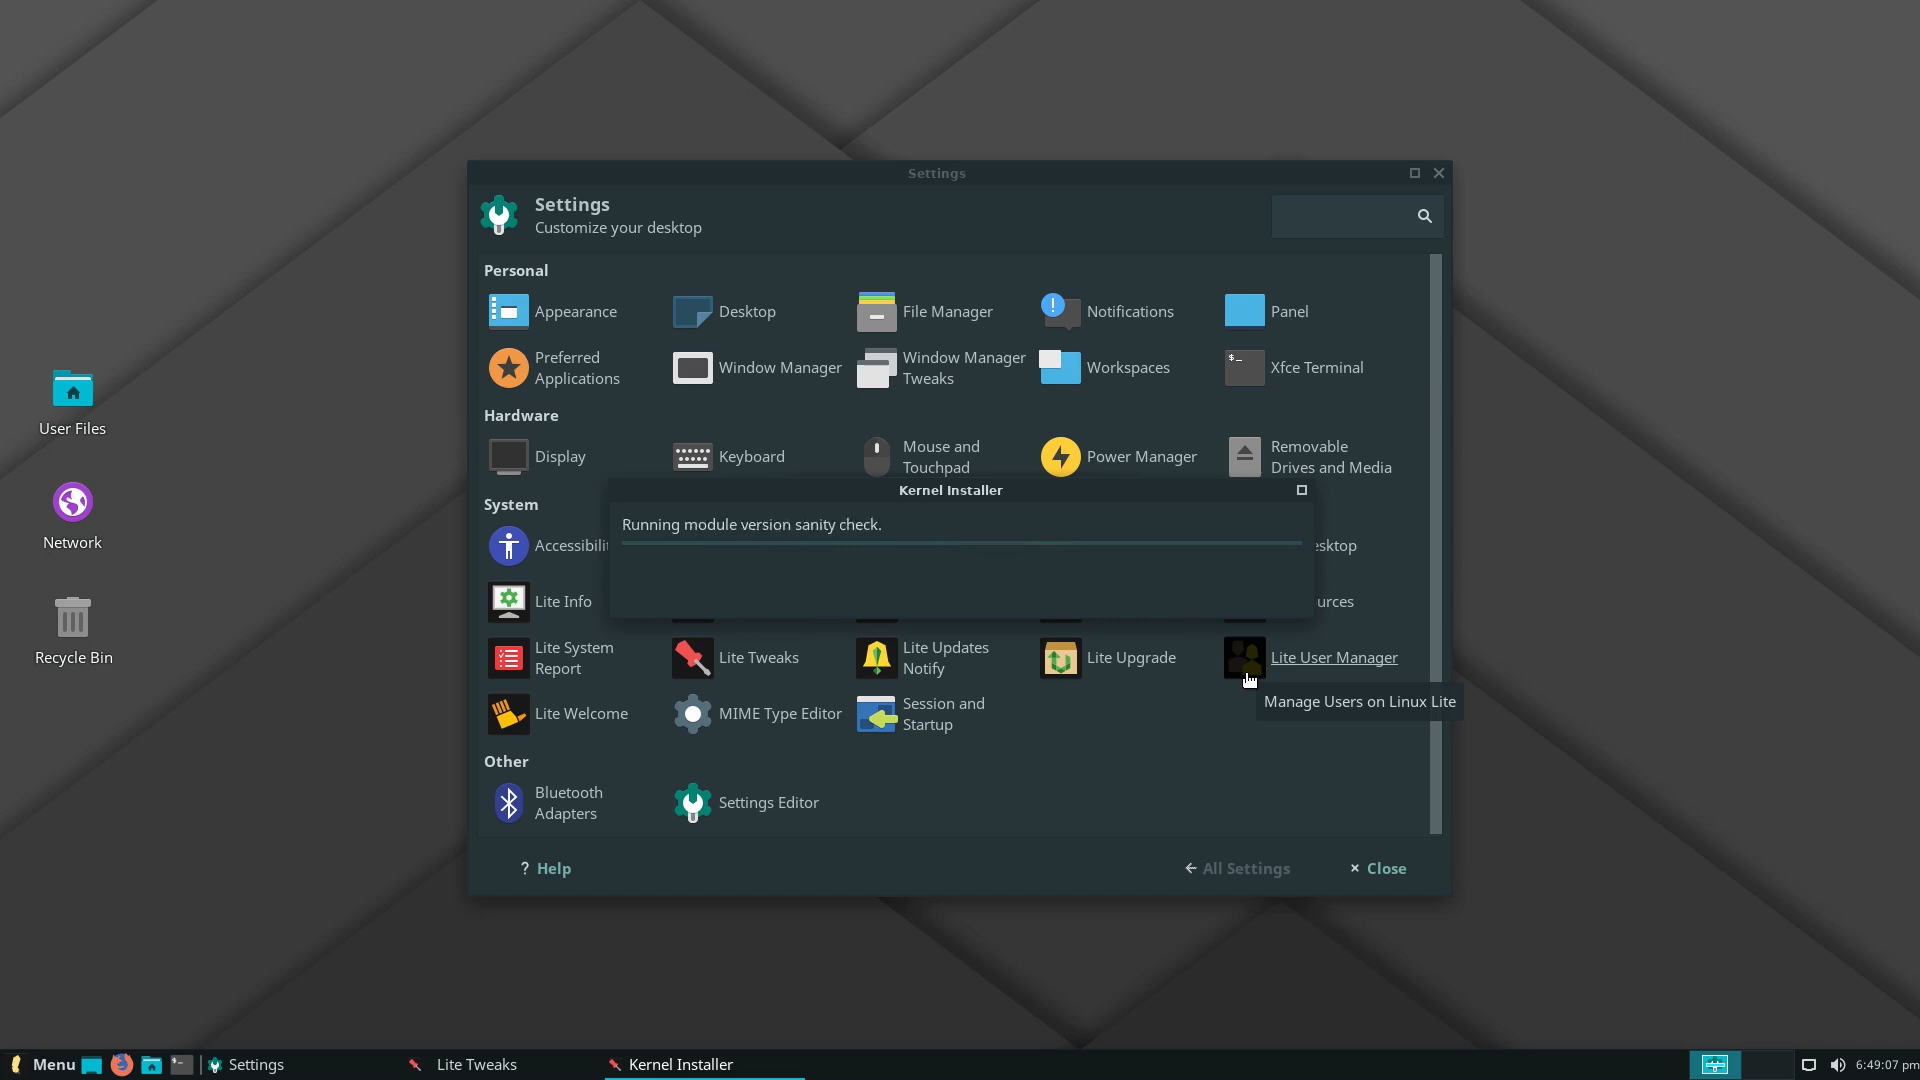 Settings
Settings
Customize your desktop
Personal
Appearance
Desktop
File Manager
Notifications
Panel
Preferred
Applications
Window Manager
Window Manager
Tweaks
Workspaces
Xfce Terminal
$_
Hardware
Display
Keyboard
Mouse and
Touchpad
Power Manager
Removable
Drives and Media
Kernel Installer
Running module version sanity check.
System
Accessibilit
esktop
Lite Info
urces
Lite System
Report
Lite Tweaks
Lite Updates
Notify
Lite Upgrade
Lite User Manager
Manage Users on Linux Lite
Lite Welcome
MIME Type Editor
Session and
Startup
Other
Bluetooth
Adapters
Settings Editor
? Help
All Settings
× Close
User Files
Network
Recycle Bin
Menu
Settings
Lite Tweaks
Kernel Installer
6:49:07 pm